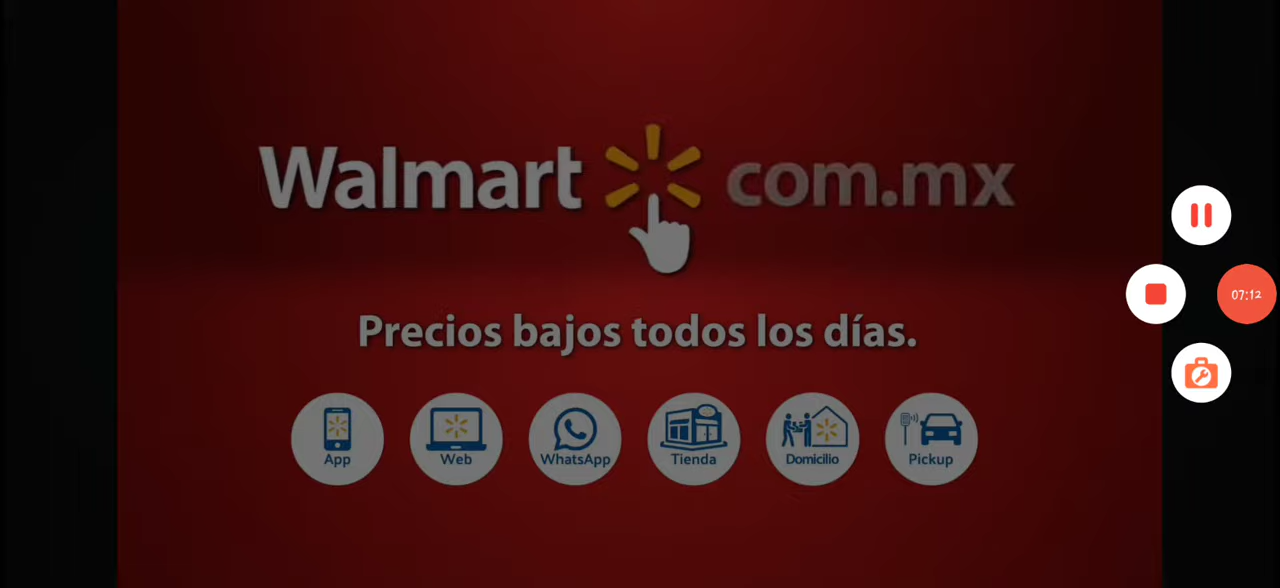 Walmart com.mx
Precios bajos todos los días.
App Web WhatsApp Tienda Domicilio Pickup
07:12